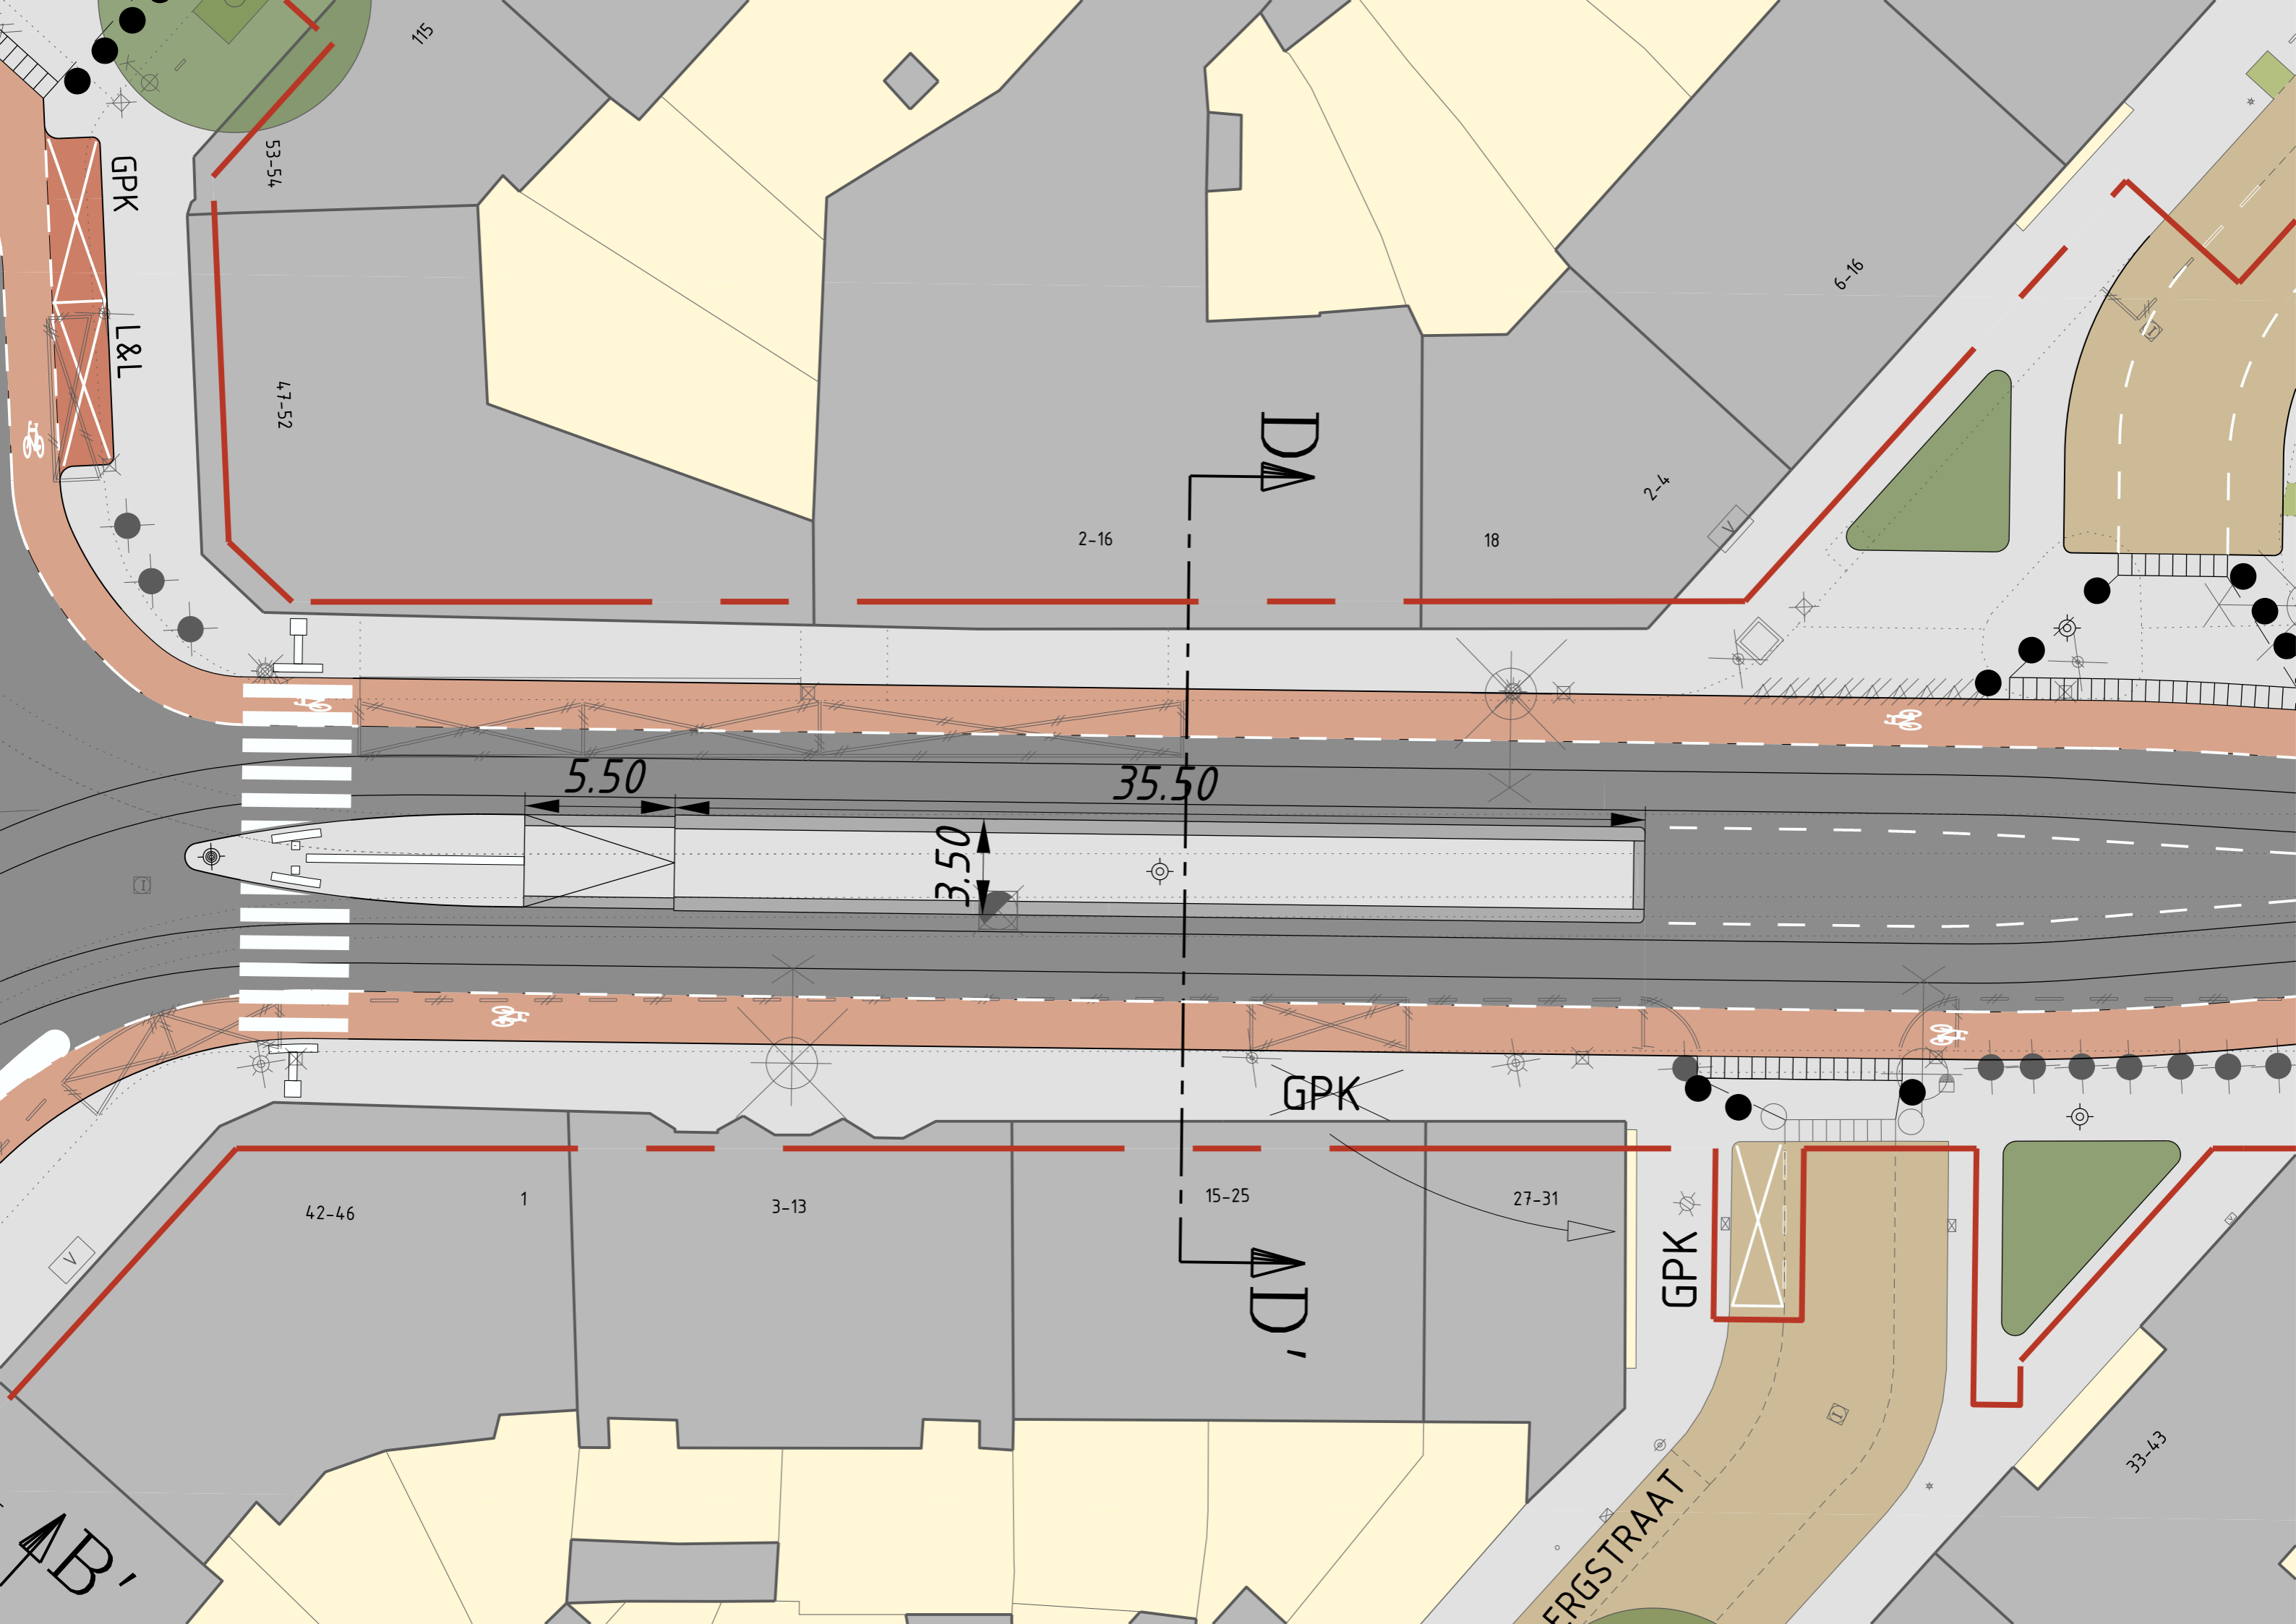 115
53-54
GPK
6-16
L&L
47-52
D
2-4
2-16
18
V
I
5.50
35.50
3.50
I
GPK
15-25
27-31
1
3-13
42-46
V
GPK
D'
I
33-43
ERGSTRAAT
B'